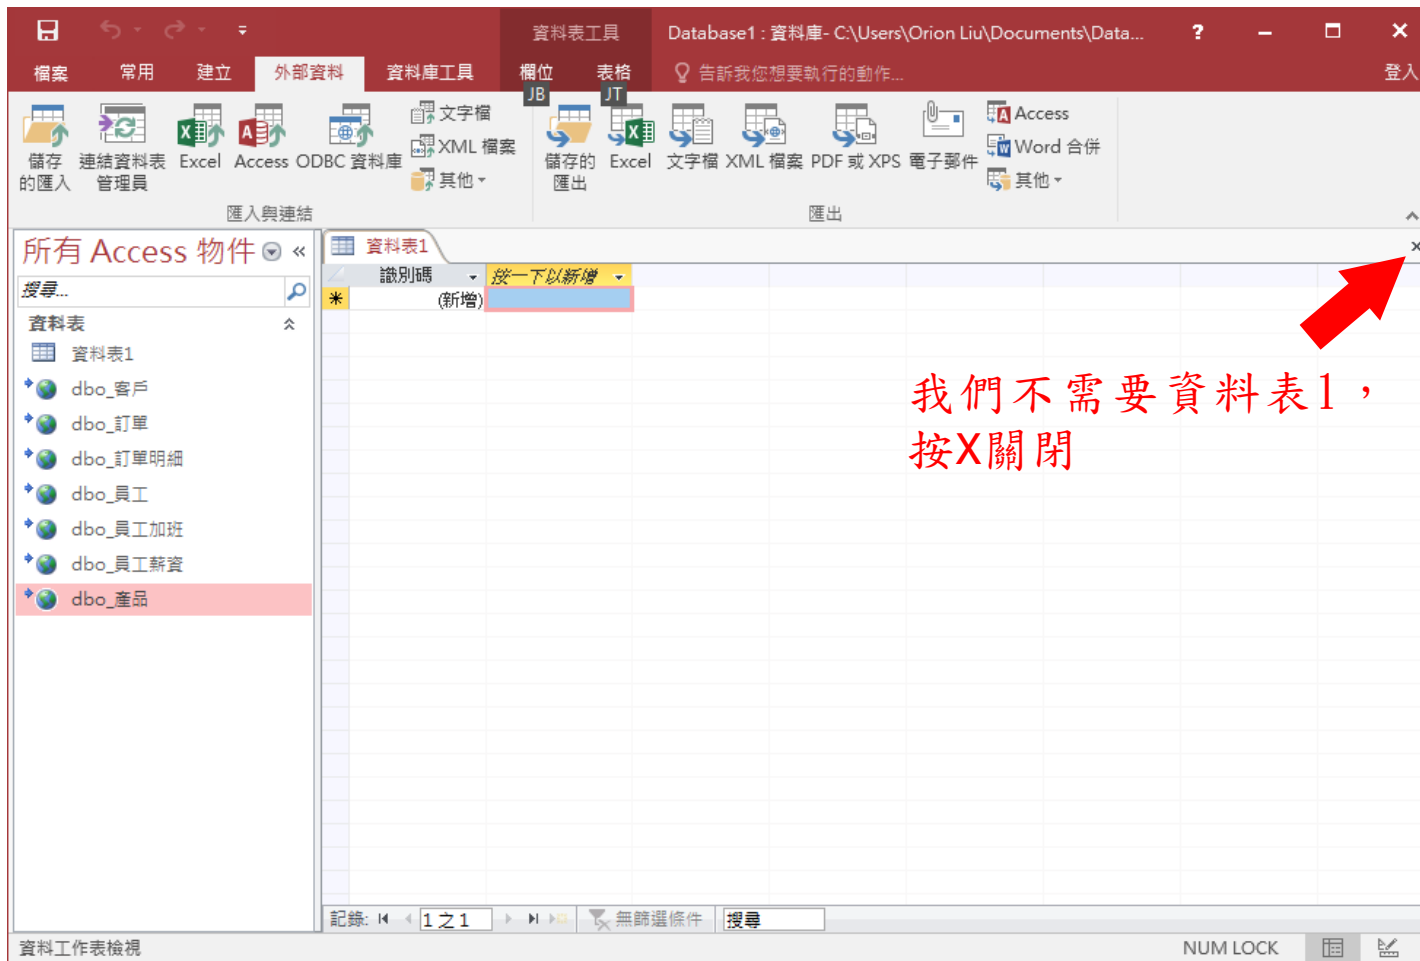 資料表工具 Database1 : 資料庫- C:\Users\Orion Liu\Documents\Data... ?
檔案 常用 建立 外部資料 資料庫工具 欄位 表格 告訴我您想要執行的動作... 登入
JB JT
儲存的匯入
連結資料表管理員
Excel
Access
ODBC 資料庫
文字檔
XML 檔案
其他
匯入與連結
儲存的匯出
Excel
文字檔
XML 檔案
PDF 或 XPS
電子郵件
Access
Word 合併
其他
匯出
所有 Access 物件
搜尋...
資料表
資料表1
dbo_客戶
dbo_訂單
dbo_訂單明細
dbo_員工
dbo_員工加班
dbo_員工薪資
dbo_產品
資料表1
識別碼 按一下以新增
(新增)
我們不需要資料表1，
按X關閉
記錄: 1 之 1 無篩選條件 搜尋
資料工作表檢視 NUM LOCK